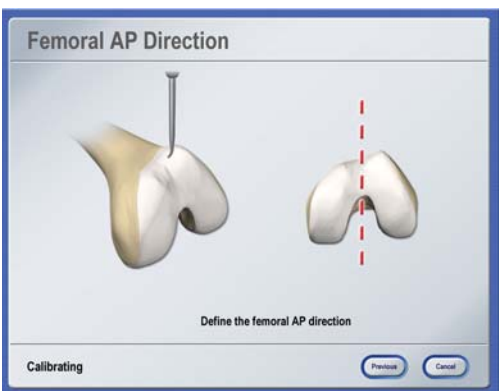 Femoral AP Direction
Define the femoral AP direction
Calibrating
Previous
Cancel